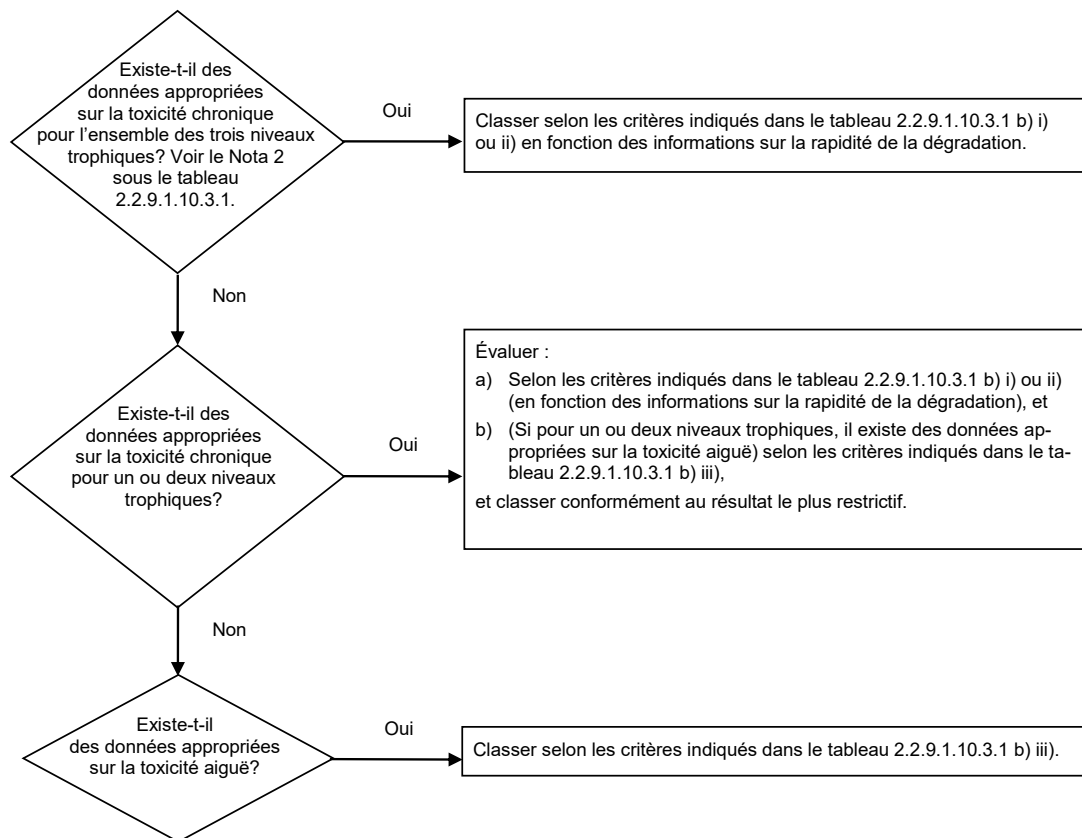 Existe-t-il des
données appropriées
sur la toxicité chronique
pour l'ensemble des trois niveaux
trophiques? Voir le Nota 2
sous le tableau
2.2.9.1.10.3.1.
Oui
Classer selon les critères indiqués dans le tableau 2.2.9.1.10.3.1 b) i)
ou ii) en fonction des informations sur la rapidité de la dégradation.
Non
Existe-t-il des
données appropriées
sur la toxicité chronique
pour un ou deux niveaux
trophiques?
Oui
Évaluer :
a) Selon les critères indiqués dans le tableau 2.2.9.1.10.3.1 b) i) ou ii)
(en fonction des informations sur la rapidité de la dégradation), et
b) (Si pour un ou deux niveaux trophiques, il existe des données ap-
propriées sur la toxicité aiguë) selon les critères indiqués dans le ta-
bleau 2.2.9.1.10.3.1 b) iii),
et classer conformément au résultat le plus restrictif.
Non
Existe-t-il
des données appropriées
sur la toxicité aiguë?
Oui
Classer selon les critères indiqués dans le tableau 2.2.9.1.10.3.1 b) iii).